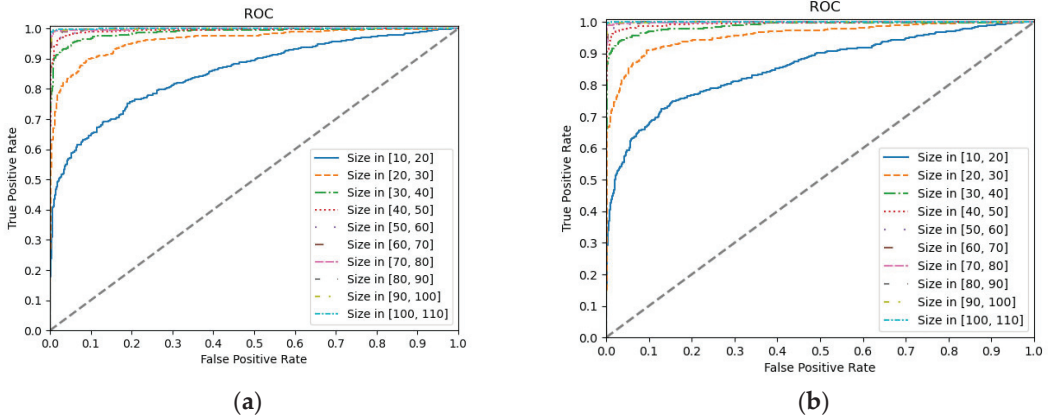 ROC
True Positive Rate
1.0
0.9
0.8
0.7
0.6
0.5
0.4
0.3
0.2
0.1
0.0
Size in [10, 20]
Size in [20, 30]
Size in [30, 40]
Size in [40, 50]
Size in [50, 60]
Size in [60, 70]
Size in [70, 80]
Size in [80, 90]
Size in [90, 100]
Size in [100, 110]
0.0 0.1 0.2 0.3 0.4 0.5 0.6 0.7 0.8 0.9 1.0
False Positive Rate
(a)
ROC
True Positive Rate
1.0
0.9
0.8
0.7
0.6
0.5
0.4
0.3
0.2
0.1
0.0
Size in [10, 20]
Size in [20, 30]
Size in [30, 40]
Size in [40, 50]
Size in [50, 60]
Size in [60, 70]
Size in [70, 80]
Size in [80, 90]
Size in [90, 100]
Size in [100, 110]
0.0 0.1 0.2 0.3 0.4 0.5 0.6 0.7 0.8 0.9 1.0
False Positive Rate
(b)